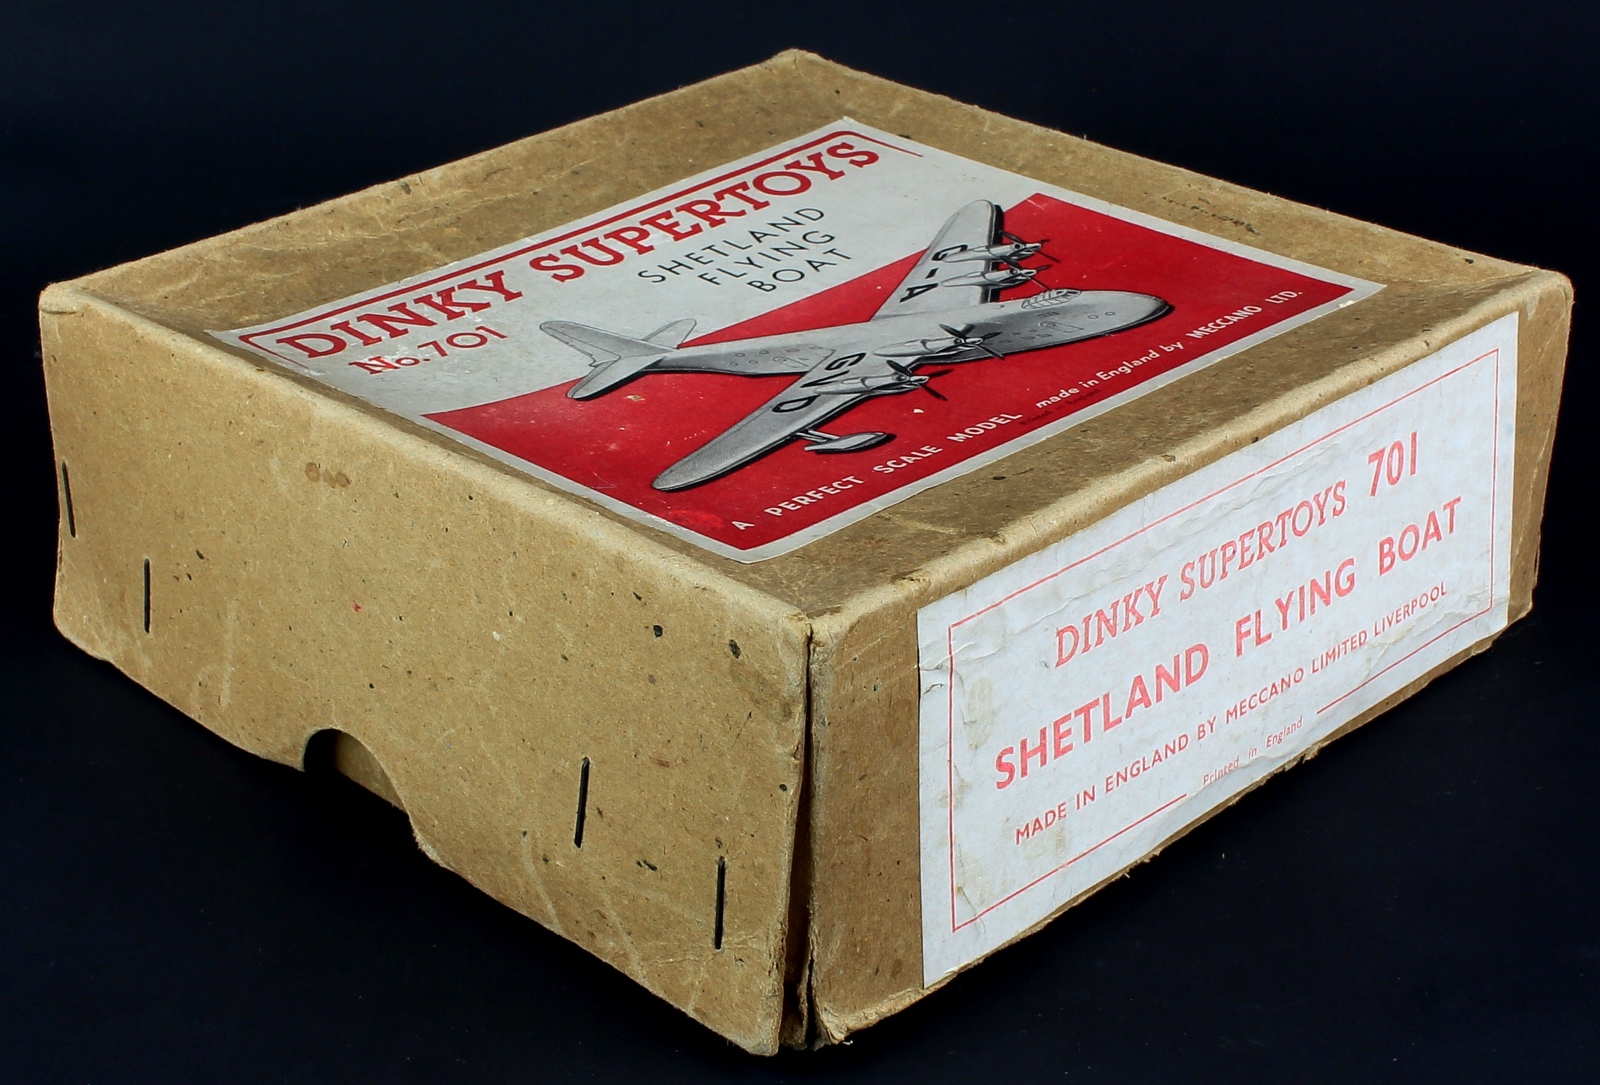 DINKY SUPERTOYS
No. 701
SHETLAND
FLYING
BOAT
G-A
GVD
A PERFECT SCALE MODEL made in England by MECCANO LTD.
DINKY SUPERTOYS 701
SHETLAND FLYING BOAT
MADE IN ENGLAND BY MECCANO LIMITED LIVERPOOL
Printed in England